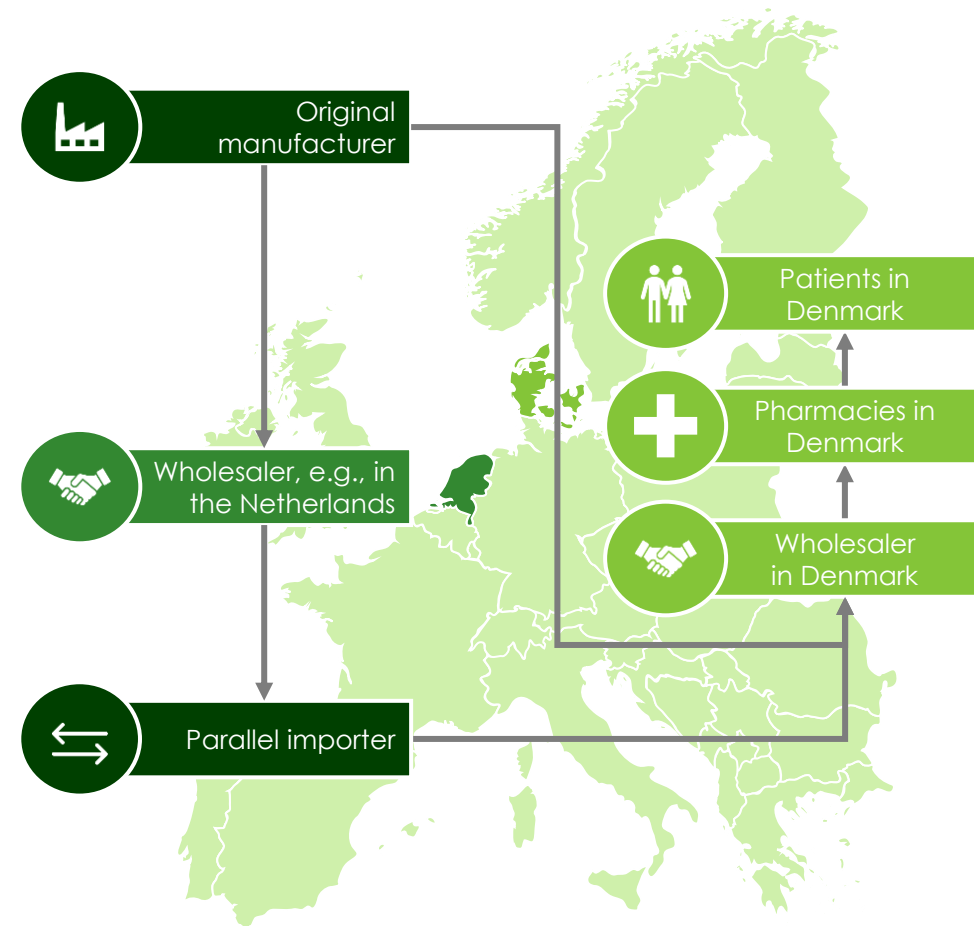 Original
manufacturer
Wholesaler, e.g., in
the Netherlands
Parallel importer
Patients in
Denmark
Pharmacies in
Denmark
Wholesaler
in Denmark